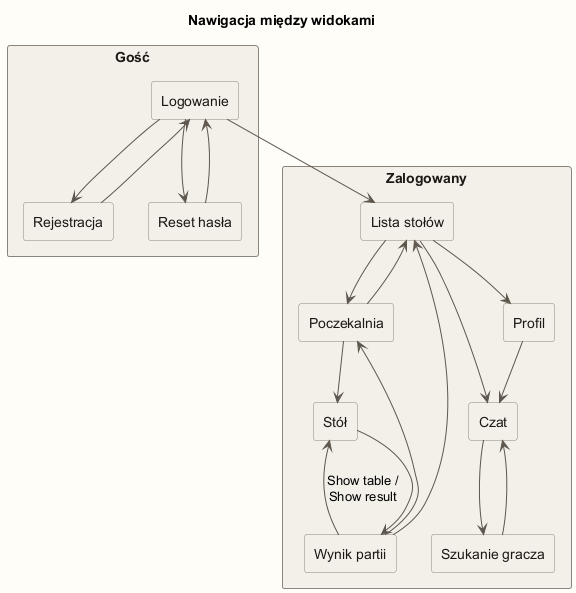 Nawigacja między widokami
Gość
Logowanie
Zalogowany
Rejestracja
Reset hasła
Lista stołów
Poczekalnia
Profil
Stół
Czat
Show table /
Show result
Wynik partii
Szukanie gracza